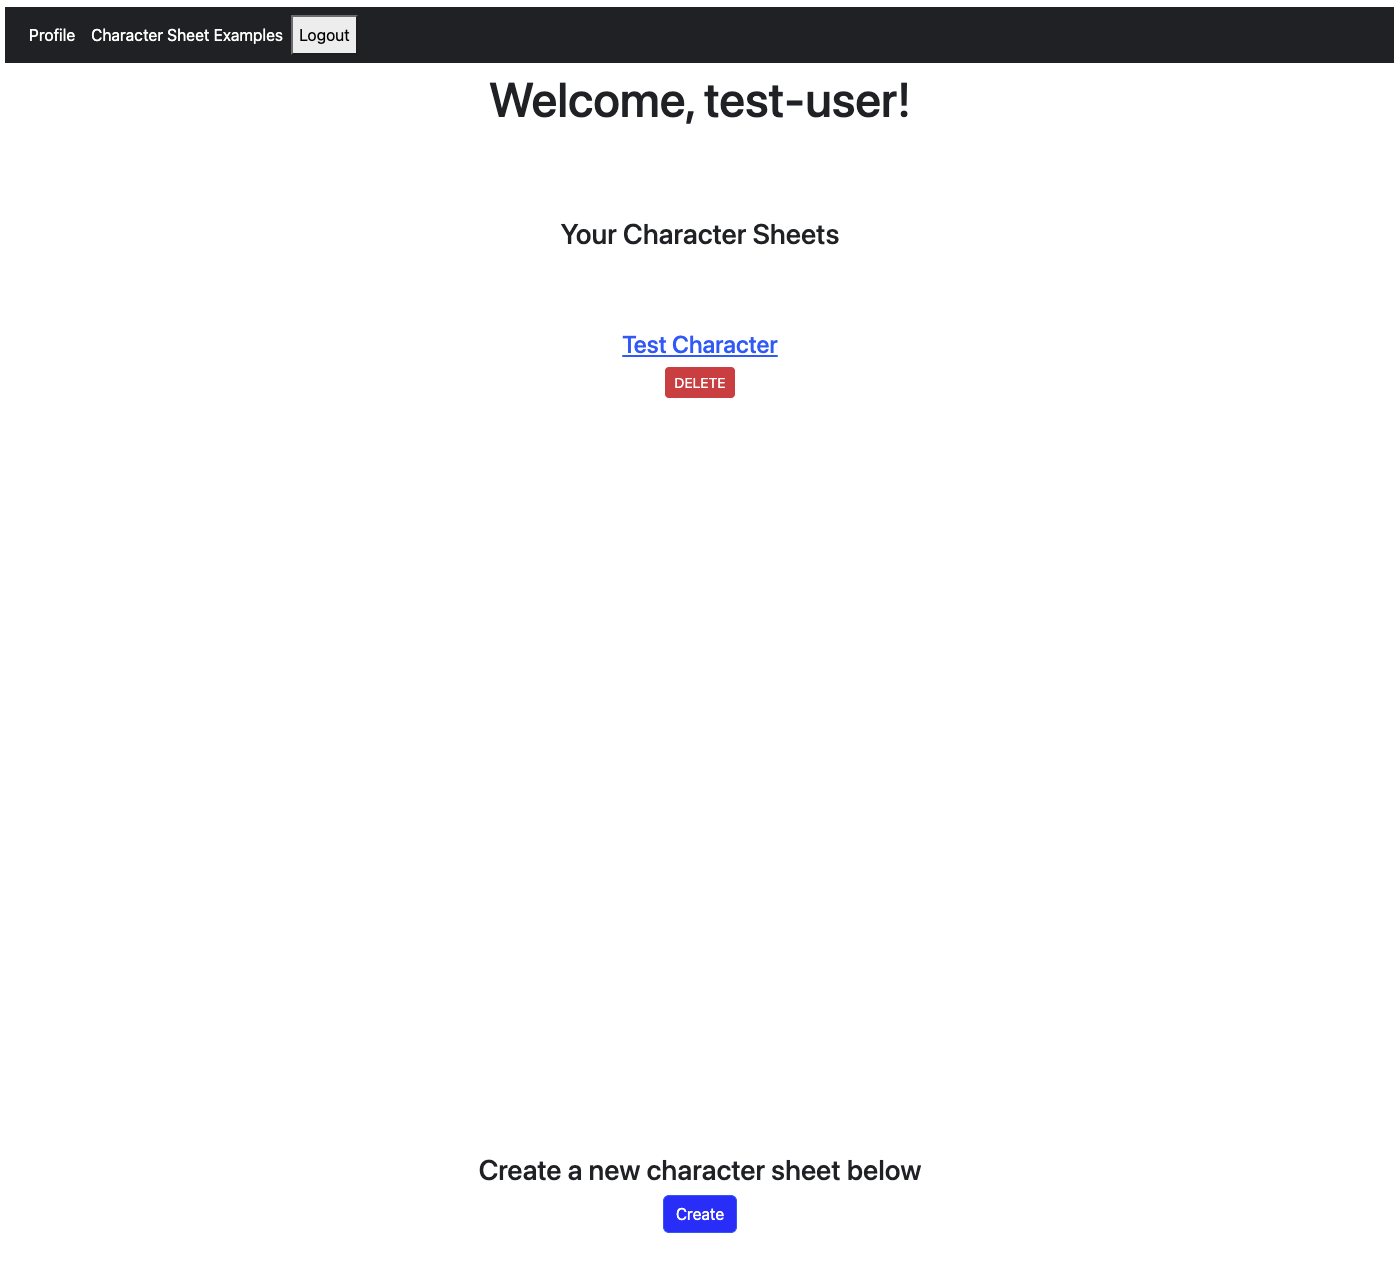 Profile Character Sheet Examples Logout
Welcome, test-user!
Your Character Sheets
Test Character
DELETE
Create a new character sheet below
Create